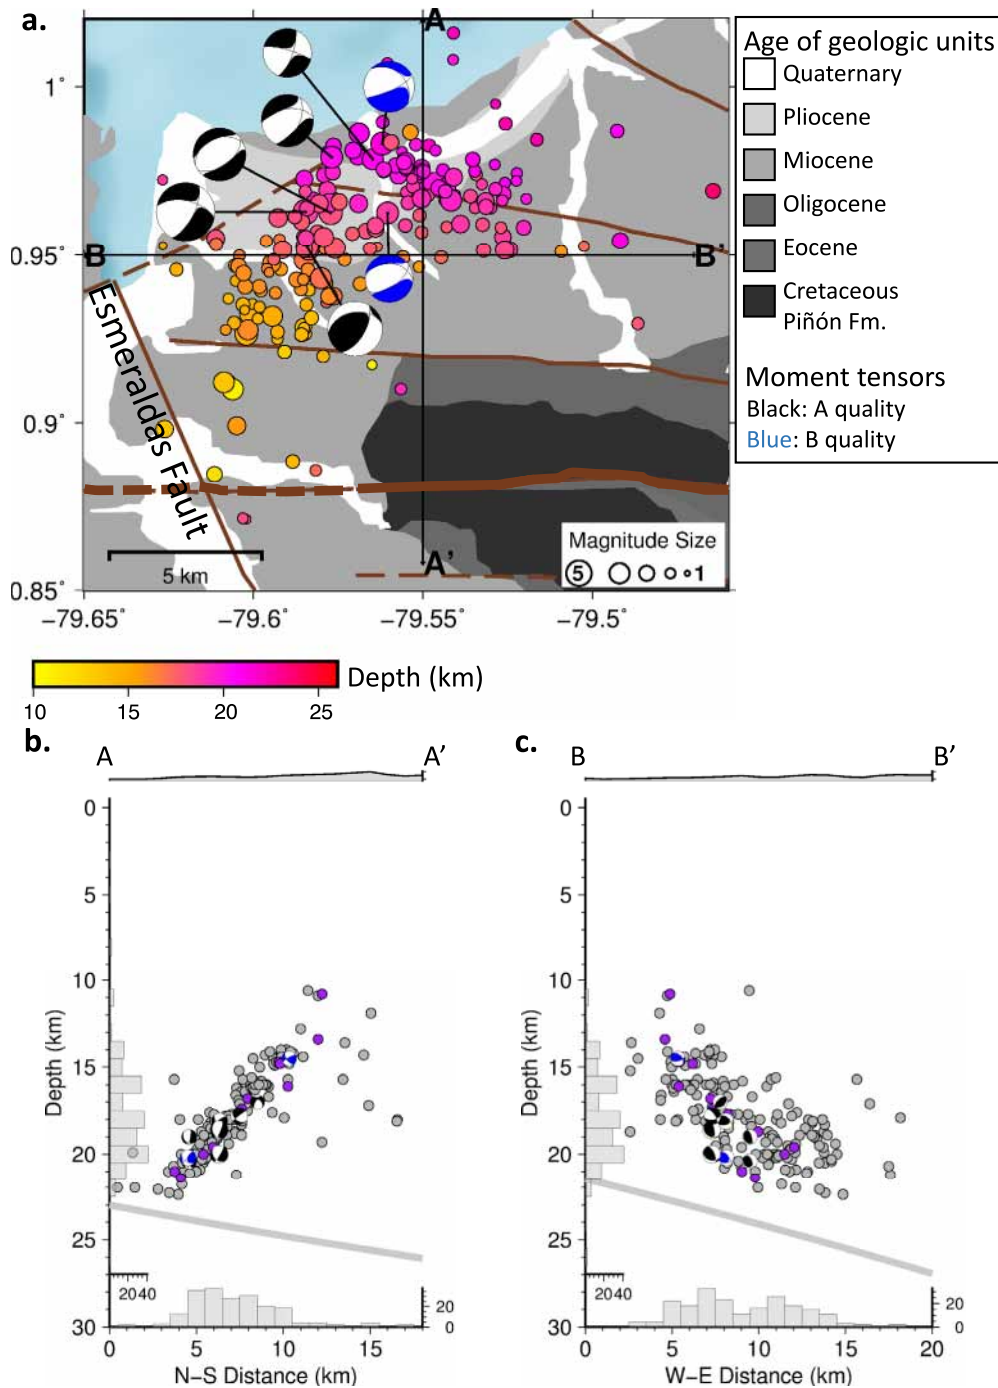 a.
A
1°
0.95°
B
B'
Esmeraldas Fault
0.9°
A'
5 km
0.85°
Magnitude Size
5
1
−79.65°
−79.6°
−79.55°
−79.5°
Age of geologic units
Quaternary
Pliocene
Miocene
Oligocene
Eocene
Cretaceous
Piñón Fm.
Moment tensors
Black: A quality
Blue: B quality
Depth (km)
10
15
20
25
b.
A
A'
0
5
10
15
20
25
30
Depth (km)
2040
20
0
0
5
10
15
N−S Distance (km)
c.
B
B'
0
5
10
15
20
25
30
Depth (km)
2040
20
0
0
5
10
15
20
W−E Distance (km)